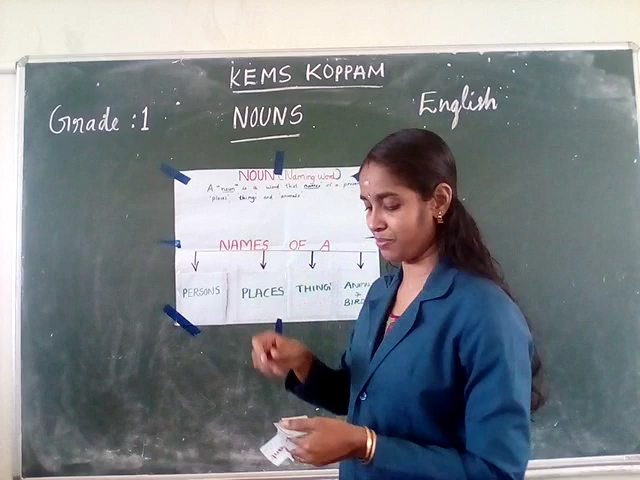 KEMS KOPPAM
Grade : 1
NOUNS
English
NOUN (Naming Word)
A "noun" is a word that names of a
"places" things and animals
NAMES OF A
PERSONS PLACES THINGS